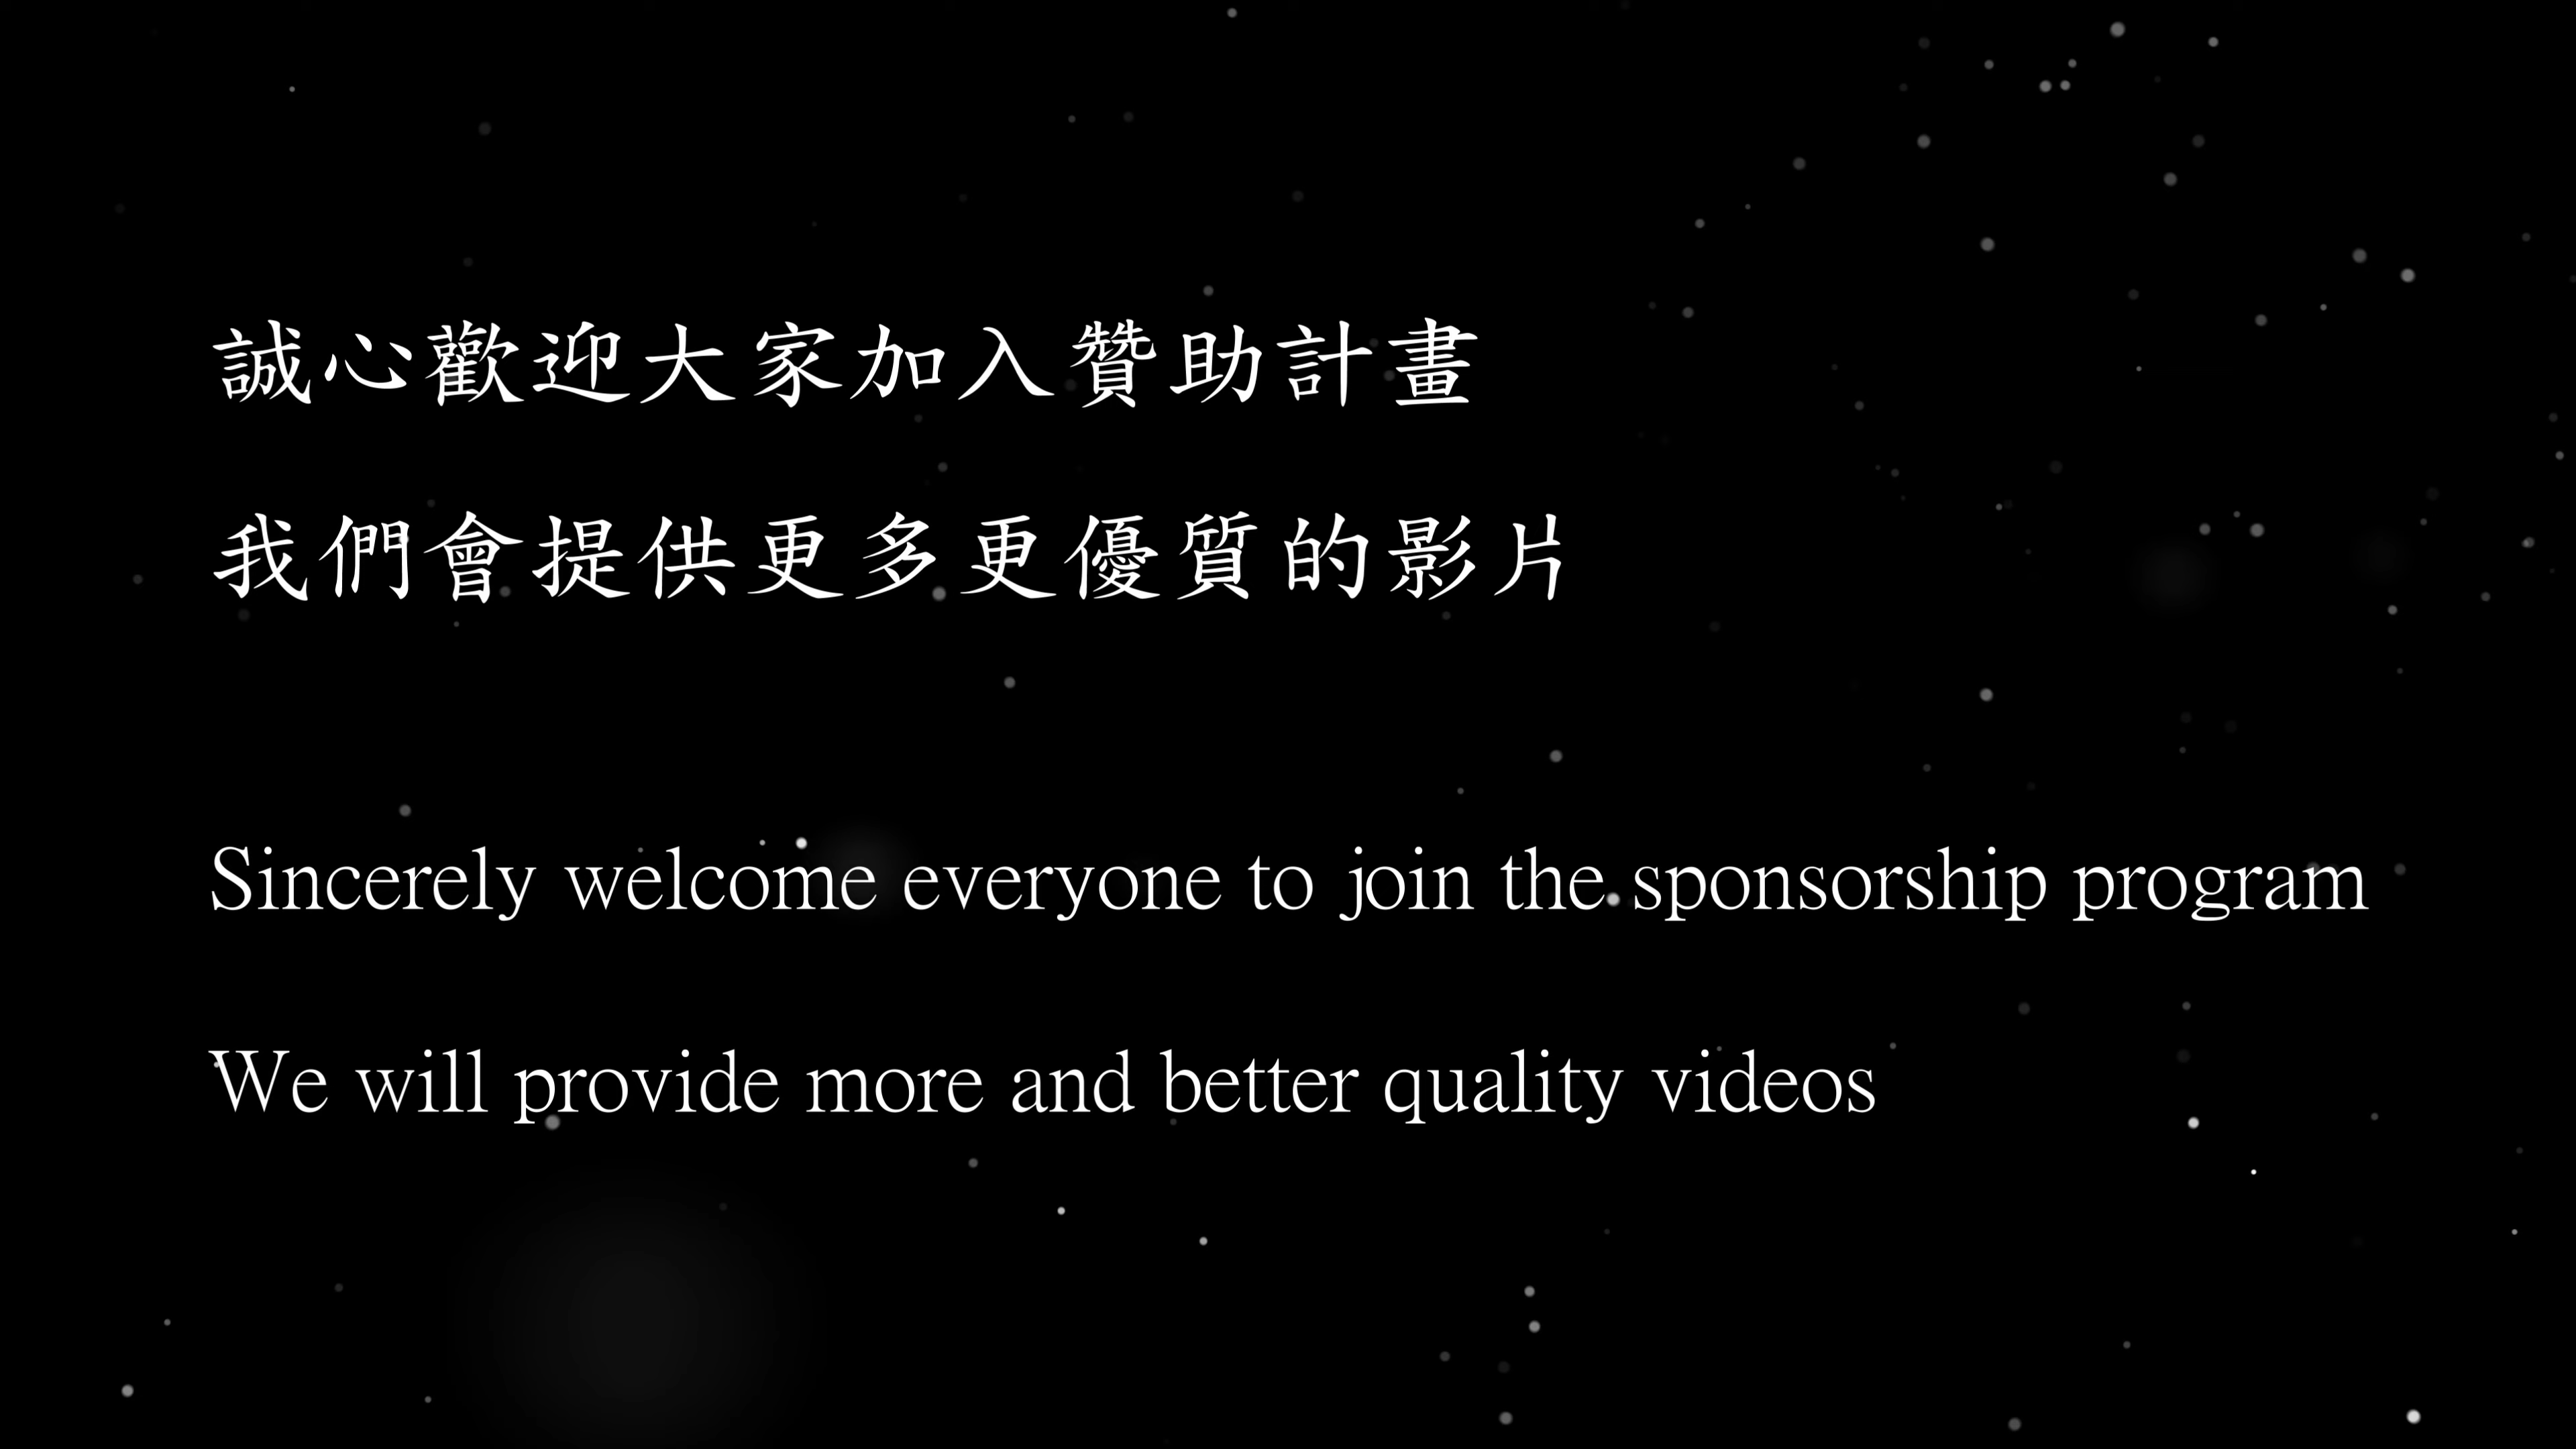 誠心歡迎大家加入贊助計畫
我們會提供更多更優質的影片
Sincerely welcome everyone to join the sponsorship program
We will provide more and better quality videos